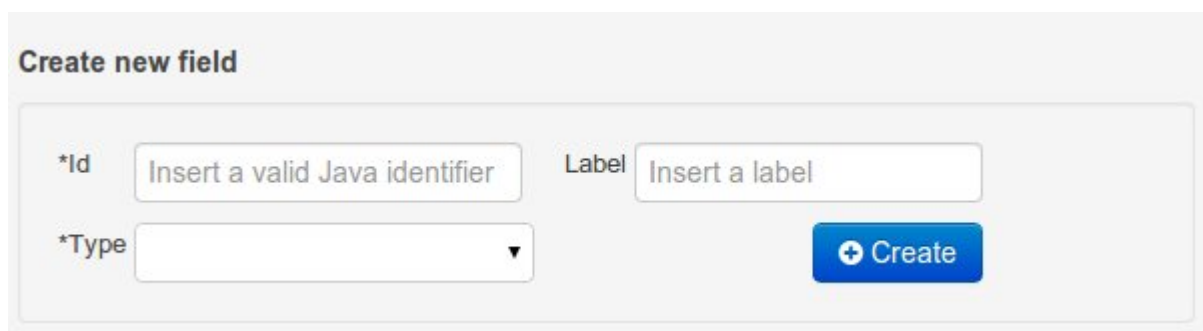 Create new field
*Id Insert a valid Java identifier Label Insert a label
*Type Create